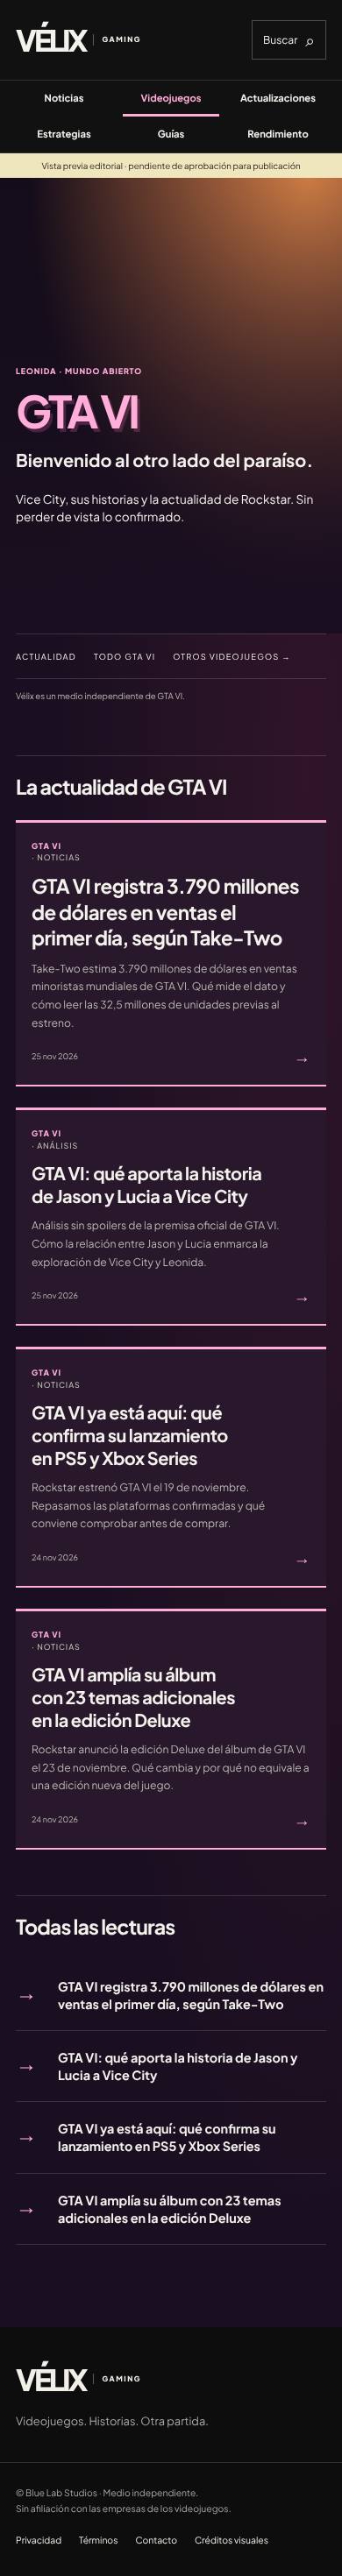 VÉLIX GAMING
Buscar
Noticias Videojuegos Actualizaciones
Estrategias Guías Rendimiento
Vista previa editorial · pendiente de aprobación para publicación
LEONIDA · MUNDO ABIERTO
GTA VI
Bienvenido al otro lado del paraíso.
Vice City, sus historias y la actualidad de Rockstar. Sin
perder de vista lo confirmado.
ACTUALIDAD TODO GTA VI OTROS VIDEOJUEGOS →
Vélix es un medio independiente de GTA VI.
La actualidad de GTA VI
GTA VI
· NOTICIAS
GTA VI registra 3.790 millones
de dólares en ventas el
primer día, según Take-Two
Take-Two estima 3.790 millones de dólares en ventas
minoristas mundiales de GTA VI. Qué mide el dato y
cómo leer las 32,5 millones de unidades previas al
estreno.
25 nov 2026 →
GTA VI
· ANÁLISIS
GTA VI: qué aporta la historia
de Jason y Lucia a Vice City
Análisis sin spoilers de la premisa oficial de GTA VI.
Cómo la relación entre Jason y Lucia enmarca la
exploración de Vice City y Leonida.
25 nov 2026 →
GTA VI
· NOTICIAS
GTA VI ya está aquí: qué
confirma su lanzamiento
en PS5 y Xbox Series
Rockstar estrenó GTA VI el 19 de noviembre.
Repasamos las plataformas confirmadas y qué
conviene comprobar antes de comprar.
24 nov 2026 →
GTA VI
· NOTICIAS
GTA VI amplía su álbum
con 23 temas adicionales
en la edición Deluxe
Rockstar anunció la edición Deluxe del álbum de GTA VI
el 23 de noviembre. Qué cambia y por qué no equivale a
una edición nueva del juego.
24 nov 2026 →
Todas las lecturas
→ GTA VI registra 3.790 millones de dólares en
ventas el primer día, según Take-Two
→ GTA VI: qué aporta la historia de Jason y
Lucia a Vice City
→ GTA VI ya está aquí: qué confirma su
lanzamiento en PS5 y Xbox Series
→ GTA VI amplía su álbum con 23 temas
adicionales en la edición Deluxe
VÉLIX GAMING
Videojuegos. Historias. Otra partida.
© Blue Lab Studios · Medio independiente.
Sin afiliación con las empresas de los videojuegos.
Privacidad Términos Contacto Créditos visuales